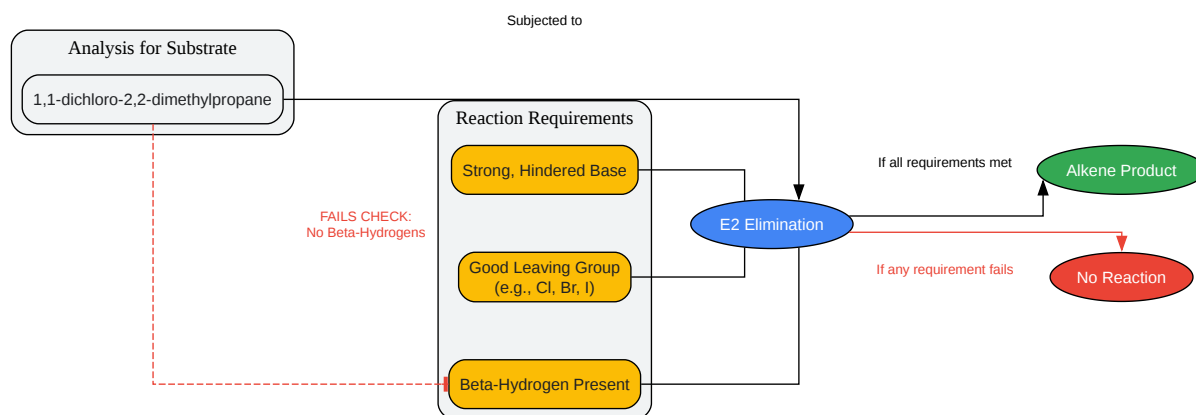 Subjected to
Analysis for Substrate
1,1-dichloro-2,2-dimethylpropane
Reaction Requirements
Strong, Hindered Base
If all requirements met
Alkene Product
FAILS CHECK:
No Beta-Hydrogens
E2 Elimination
Good Leaving Group
(e.g., Cl, Br, I)
If any requirement fails
No Reaction
Beta-Hydrogen Present